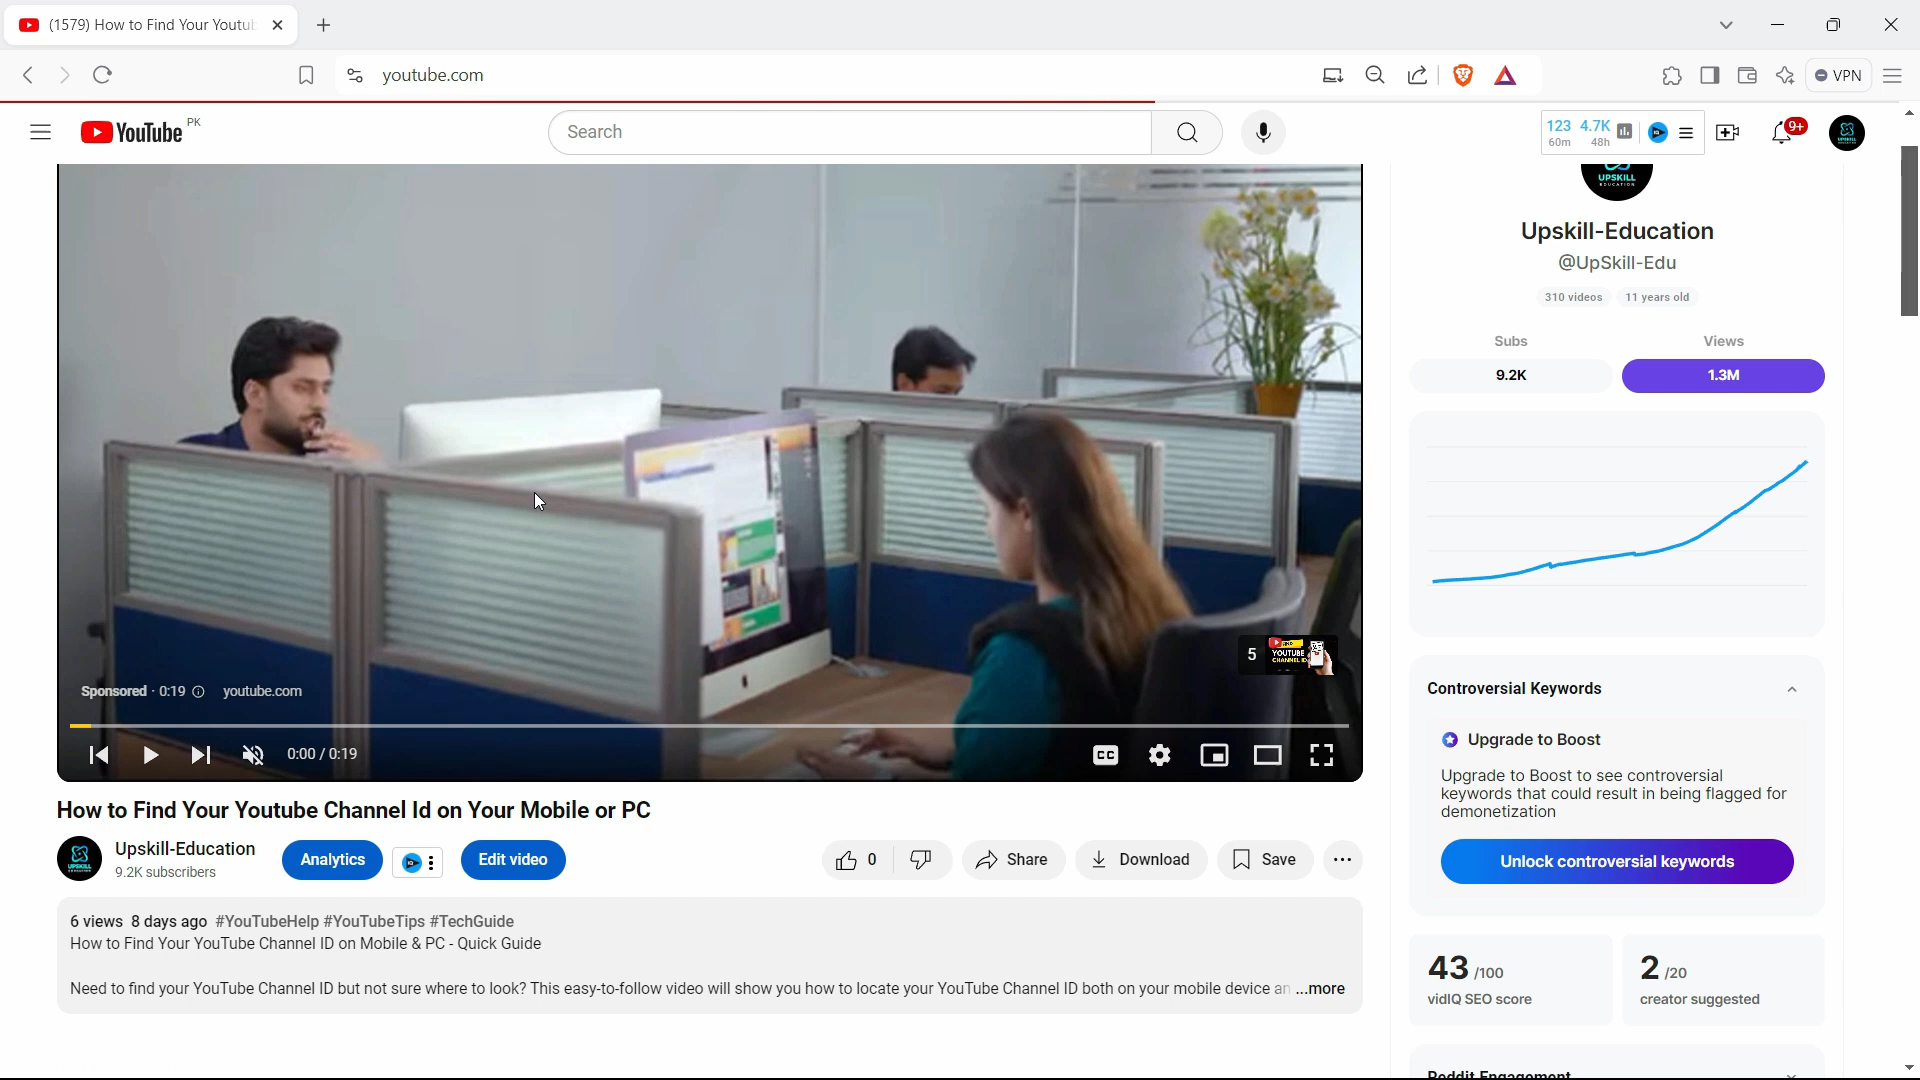 (1579) How to Find Your Youtub
youtube.com
VPN
YouTube PK
Search
123 4.7K
60m 48h
9+
UPSKILL
EDUCATION
Upskill-Education
@UpSkill-Edu
310 videos 11 years old
Subs Views
9.2K 1.3M
5
YOUTUBE
CHANNEL ID
Sponsored · 0:19 youtube.com
0:00 / 0:19
CC
Controversial Keywords
Upgrade to Boost
Upgrade to Boost to see controversial
keywords that could result in being flagged for
demonetization
Unlock controversial keywords
How to Find Your Youtube Channel Id on Your Mobile or PC
Upskill-Education
9.2K subscribers
Analytics
Edit video
0
Share
Download
Save
6 views 8 days ago #YouTubeHelp #YouTubeTips #TechGuide
How to Find Your YouTube Channel ID on Mobile & PC - Quick Guide
Need to find your YouTube Channel ID but not sure where to look? This easy-to-follow video will show you how to locate your YouTube Channel ID both on your mobile device an ...more
43 /100
vidIQ SEO score
2 /20
creator suggested
Reddit Engagement